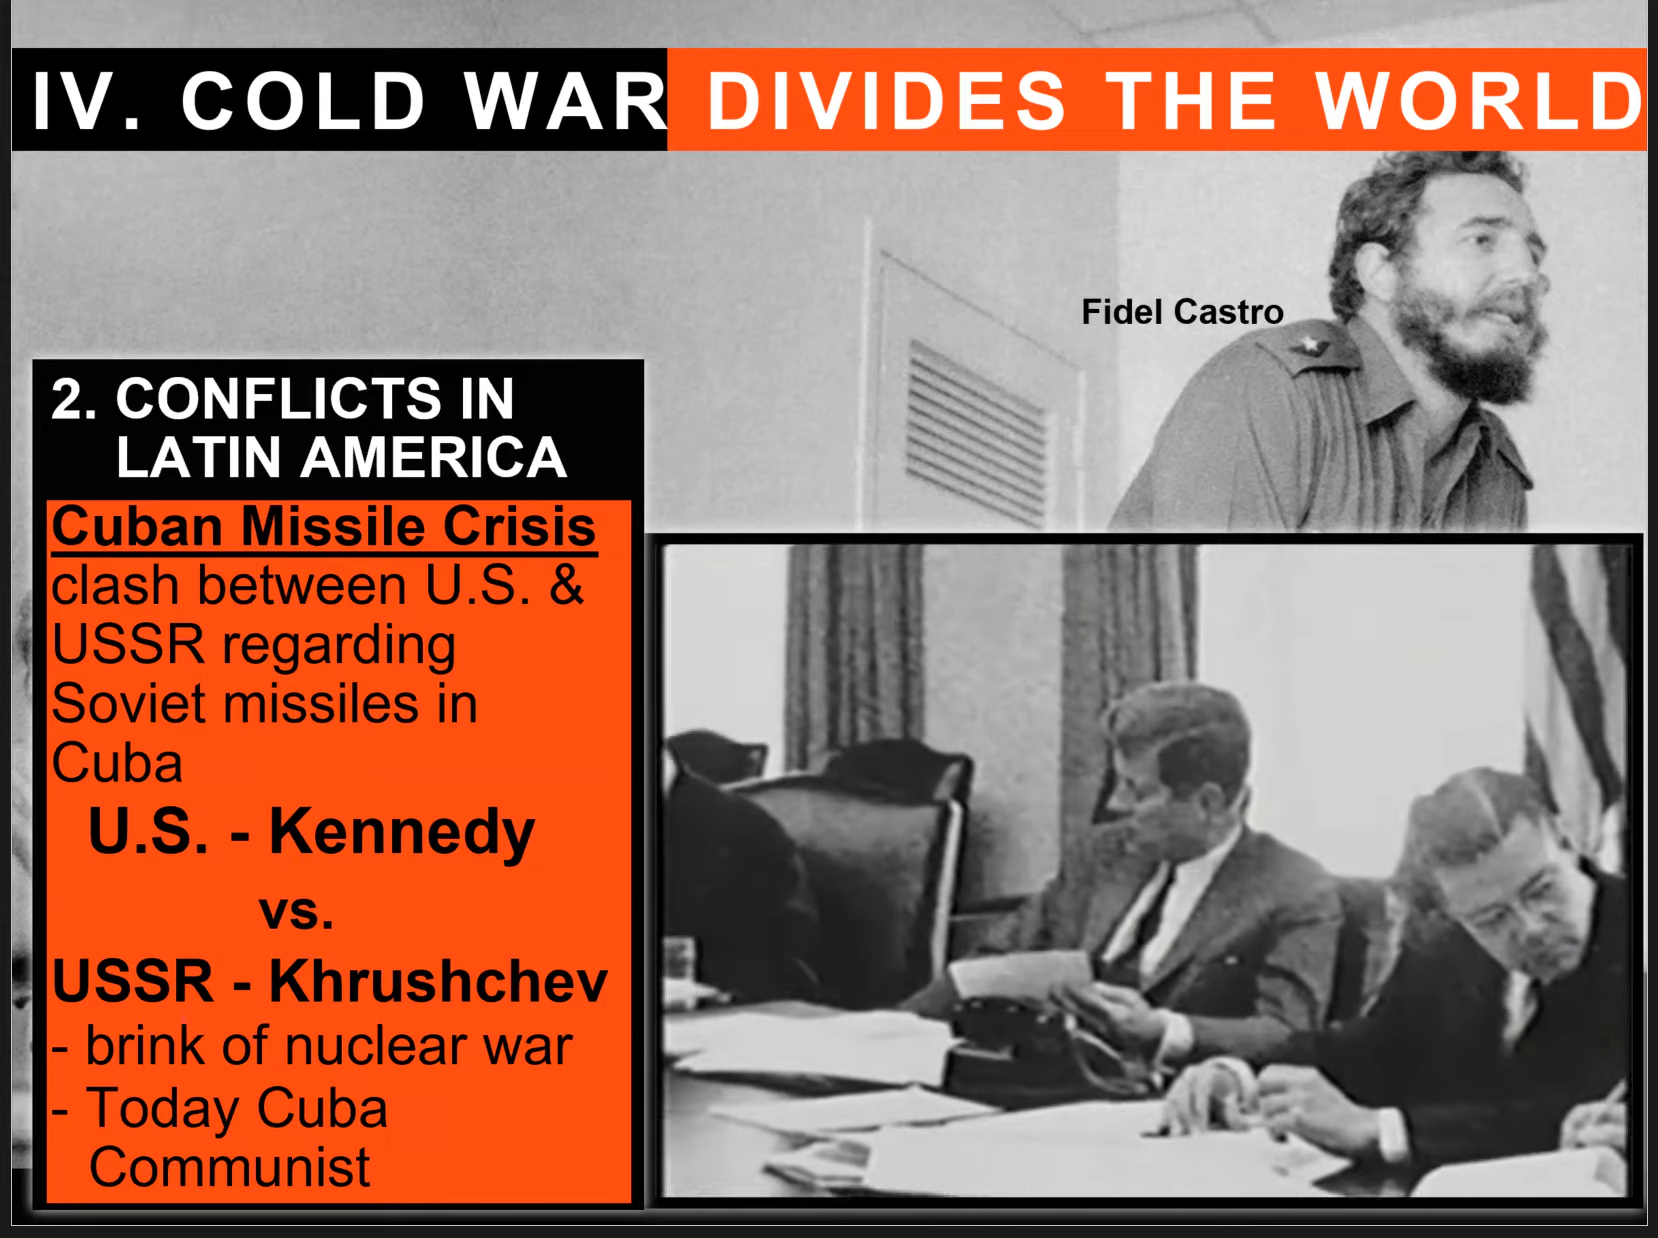 IV. COLD WAR DIVIDES THE WORLD
Fidel Castro
2. CONFLICTS IN
LATIN AMERICA
Cuban Missile Crisis
clash between U.S. &
USSR regarding
Soviet missiles in
Cuba
U.S. - Kennedy
vs.
USSR - Khrushchev
- brink of nuclear war
- Today Cuba
Communist